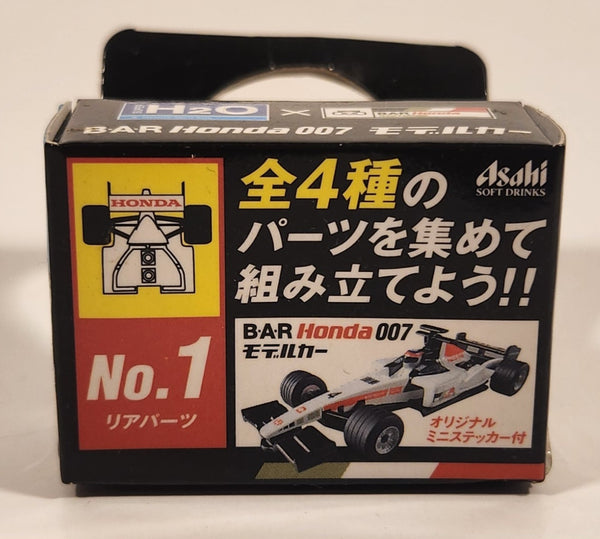 H2O × B·A·R Honda
B·A·R Honda 007 モデルカー
HONDA
全4種の
パーツを集めて
組み立てよう!!
Asahi
SOFT DRINKS
No.1
リアパーツ
B·A·R Honda 007
モデルカー
オリジナル
ミニステッカー付